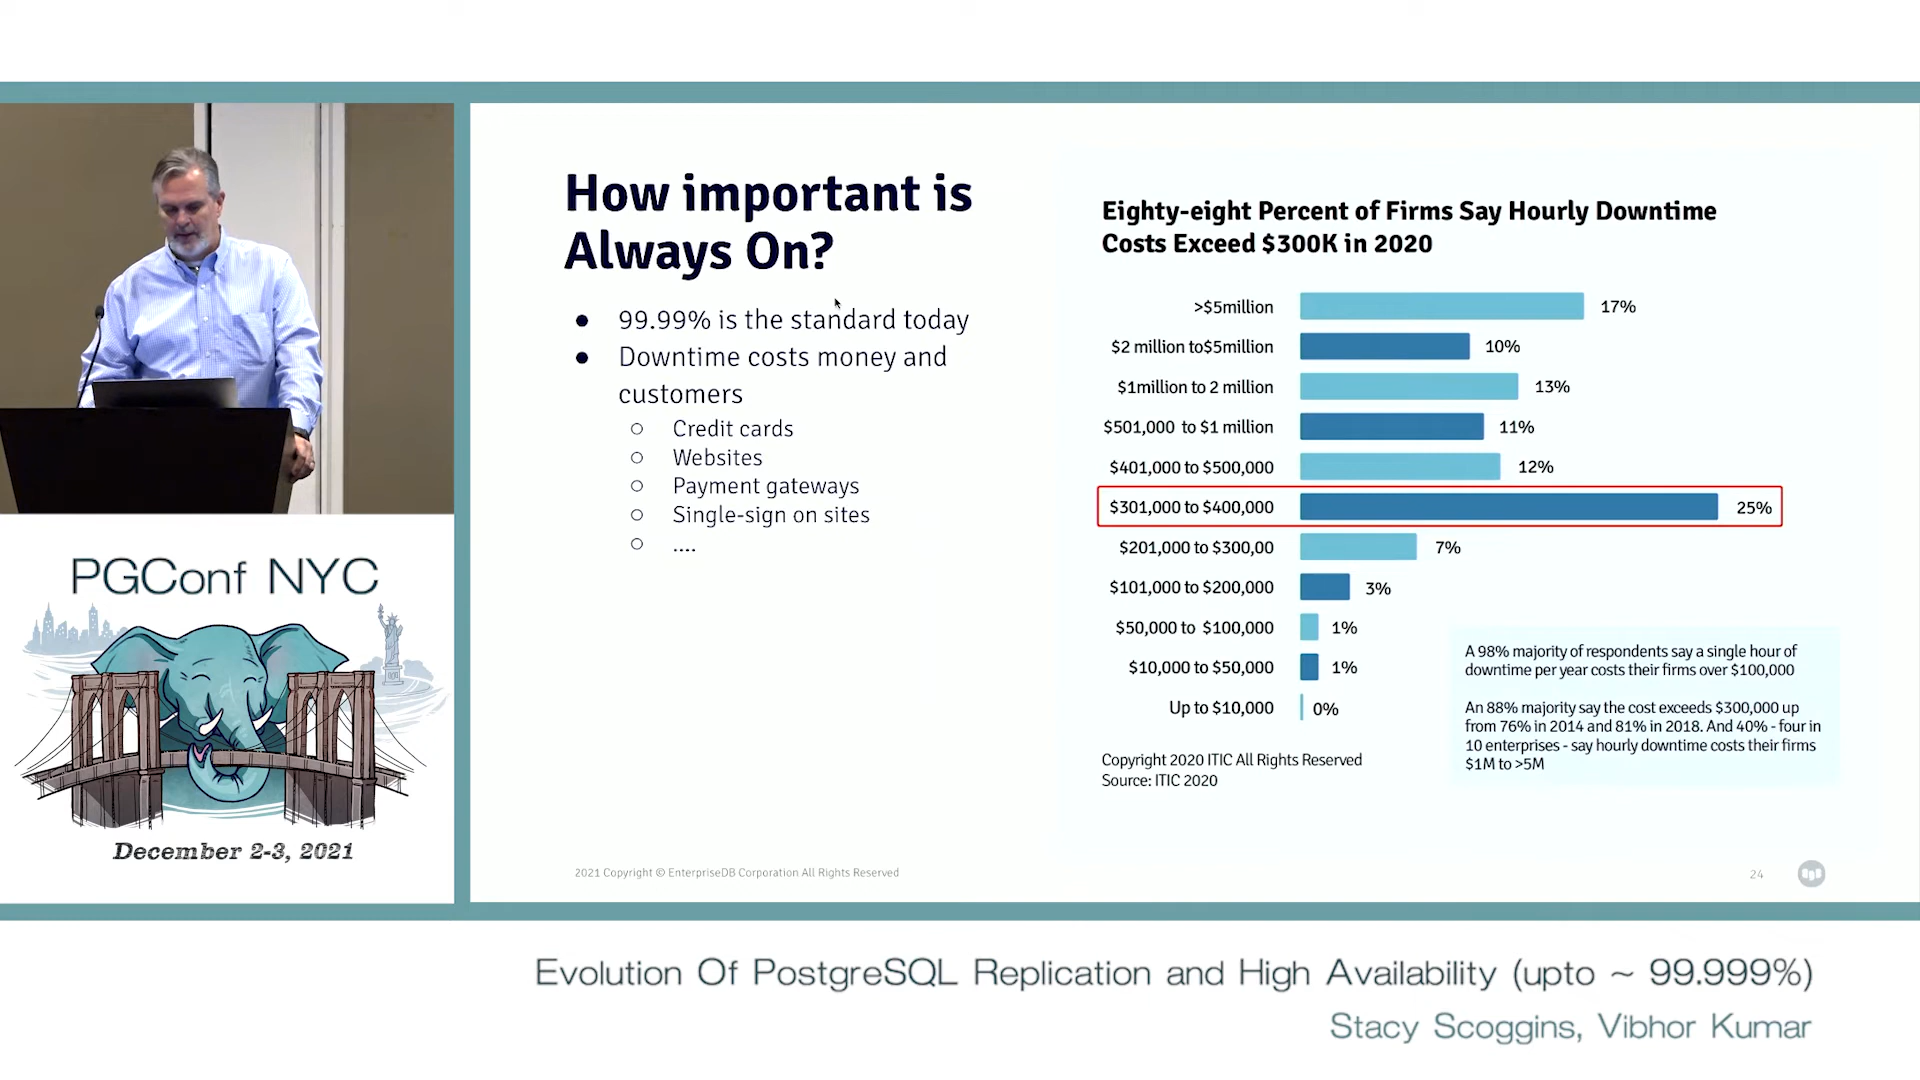 How important is
Always On?
● 99.99% is the standard today
● Downtime costs money and
customers
○ Credit cards
○ Websites
○ Payment gateways
○ Single-sign on sites
○ ....
Eighty-eight Percent of Firms Say Hourly Downtime
Costs Exceed $300K in 2020
>$5million 17%
$2 million to$5million 10%
$1million to 2 million 13%
$501,000 to $1 million 11%
$401,000 to $500,000 12%
$301,000 to $400,000 25%
$201,000 to $300,00 7%
$101,000 to $200,000 3%
$50,000 to $100,000 1%
$10,000 to $50,000 1%
Up to $10,000 0%
A 98% majority of respondents say a single hour of
downtime per year costs their firms over $100,000
An 88% majority say the cost exceeds $300,000 up
from 76% in 2014 and 81% in 2018. And 40% - four in
10 enterprises - say hourly downtime costs their firms
$1M to >5M
Copyright 2020 ITIC All Rights Reserved
Source: ITIC 2020
2021 Copyright © EnterpriseDB Corporation All Rights Reserved
24
PGConf NYC
December 2-3, 2021
Evolution Of PostgreSQL Replication and High Availability (upto ~ 99.999%)
Stacy Scoggins, Vibhor Kumar